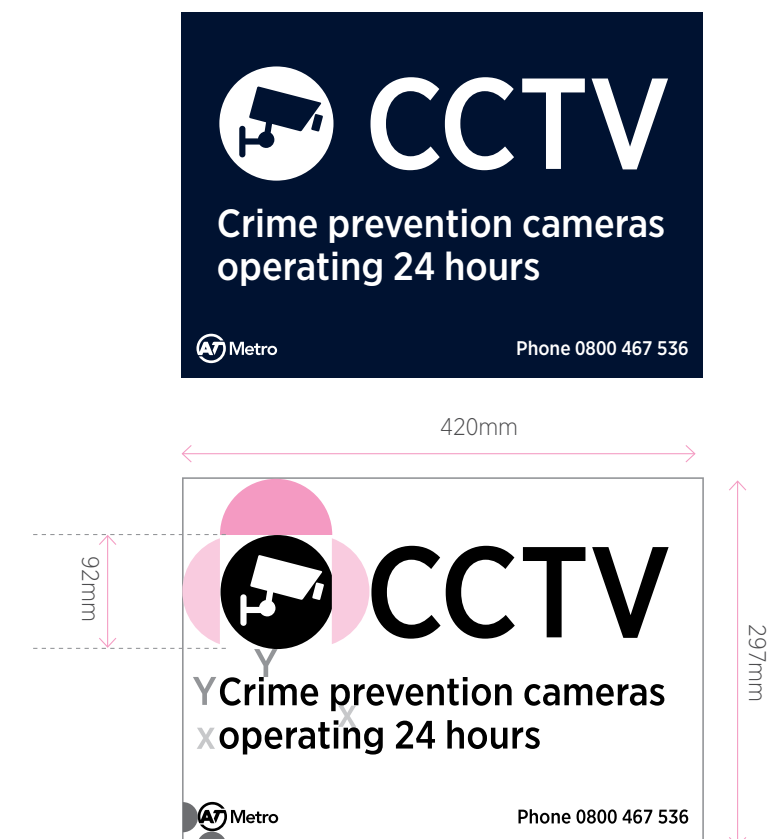 CCTV
Crime prevention cameras
operating 24 hours
AT Metro
Phone 0800 467 536
420mm
92mm
CCTV
297mm
Y
Y Crime prevention cameras
X
x operating 24 hours
AT Metro
Phone 0800 467 536